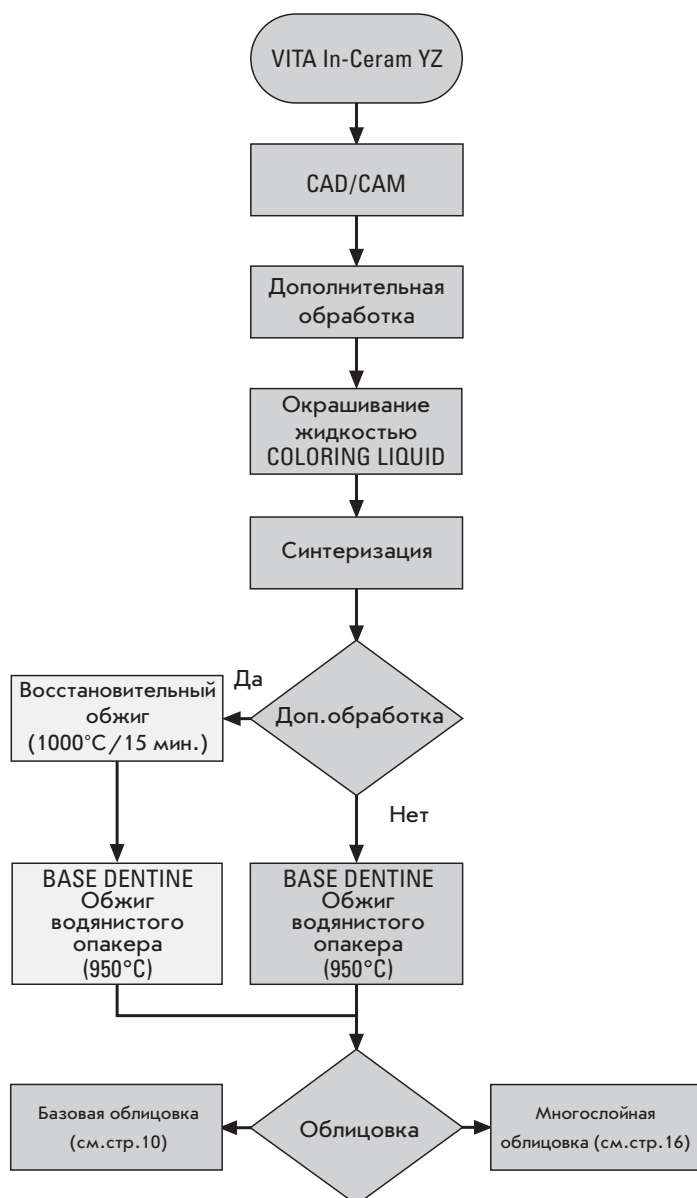 VITA In-Ceram YZ
CAD/CAM
Дополнительная
обработка
Окрашивание
жидкостью
COLORING LIQUID
Синтеризация
Да
Восстановительный
обжиг
(1000°C/15 мин.)
Доп.обработка
Нет
BASE DENTINE
Обжиг
водянистого
опакера
(950°C)
BASE DENTINE
Обжиг
водянистого
опакера
(950°C)
Базовая облицовка
(см.стр.10)
Облицовка
Многослойная
облицовка (см.стр.16)